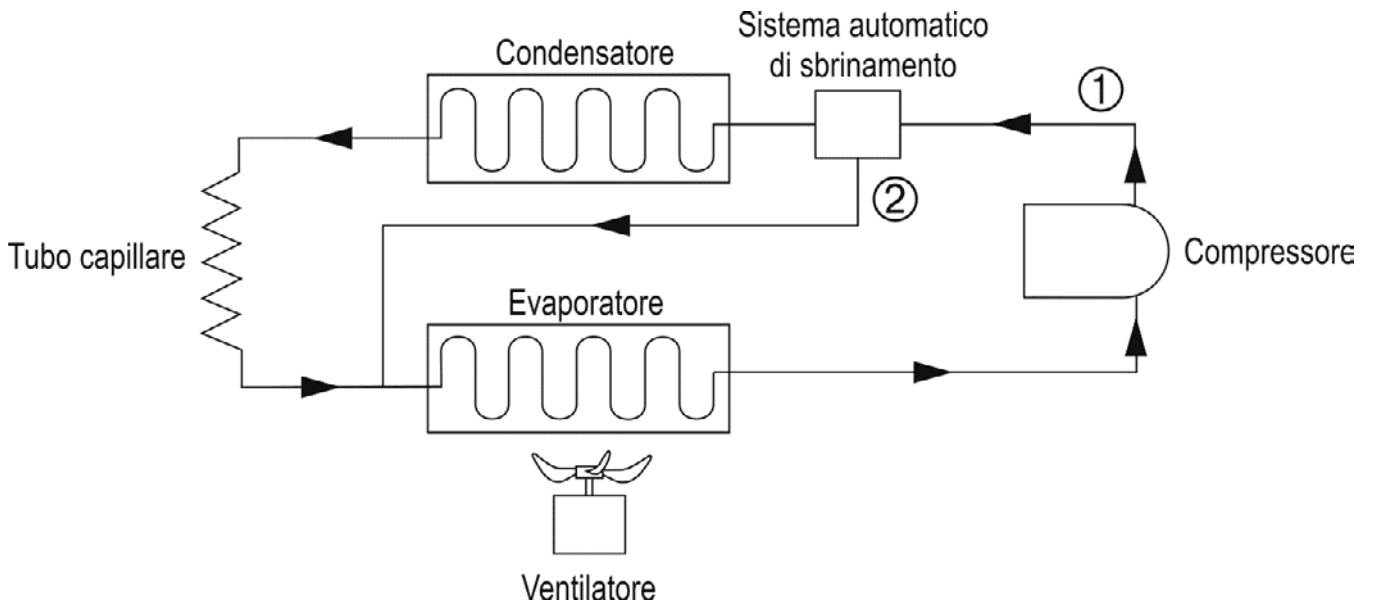 Sistema automatico
di sbrinamento
Condensatore
①
②
Tubo capillare
Compressore
Evaporatore
Ventilatore